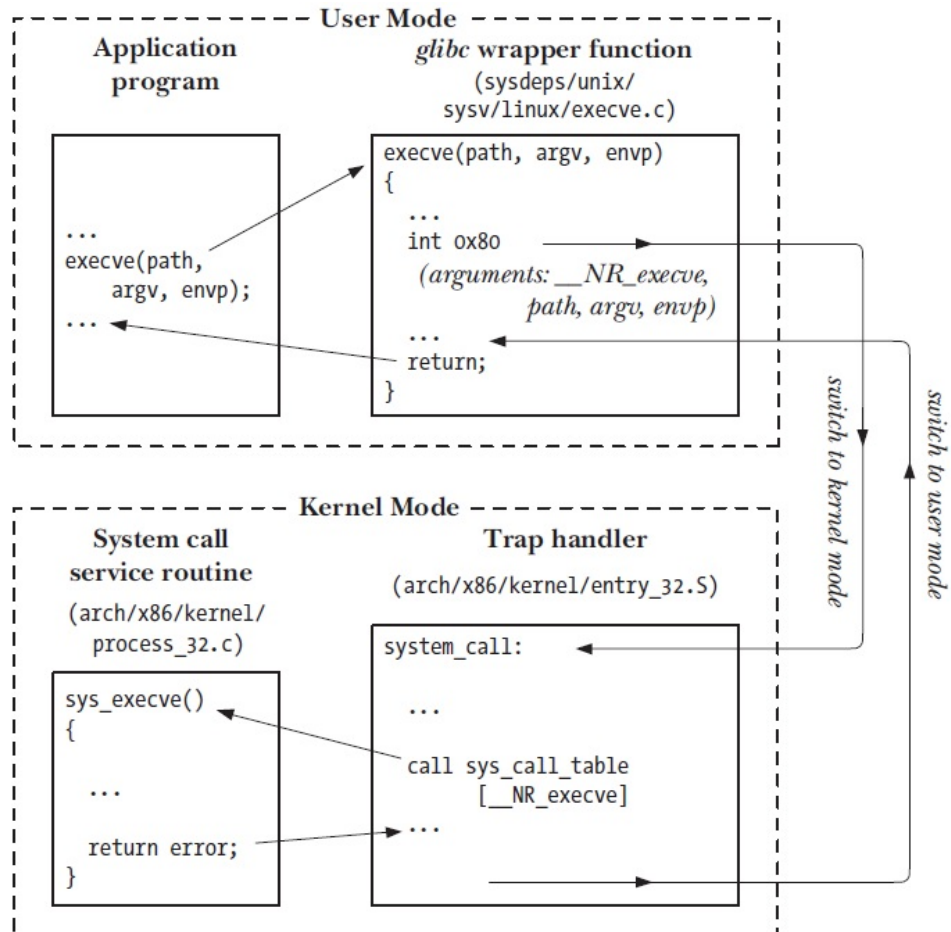 User Mode
Application
program
glibc wrapper function
(sysdeps/unix/
sysv/linux/execve.c)
...
execve(path,
argv, envp);
...
execve(path, argv, envp)
{
...
int 0x80
(arguments: __NR_execve,
path, argv, envp)
...
return;
}
switch to kernel mode
switch to user mode
Kernel Mode
System call
service routine
(arch/x86/kernel/
process_32.c)
Trap handler
(arch/x86/kernel/entry_32.S)
sys_execve()
{
...
return error;
}
system_call:
...
call sys_call_table
[__NR_execve]
...